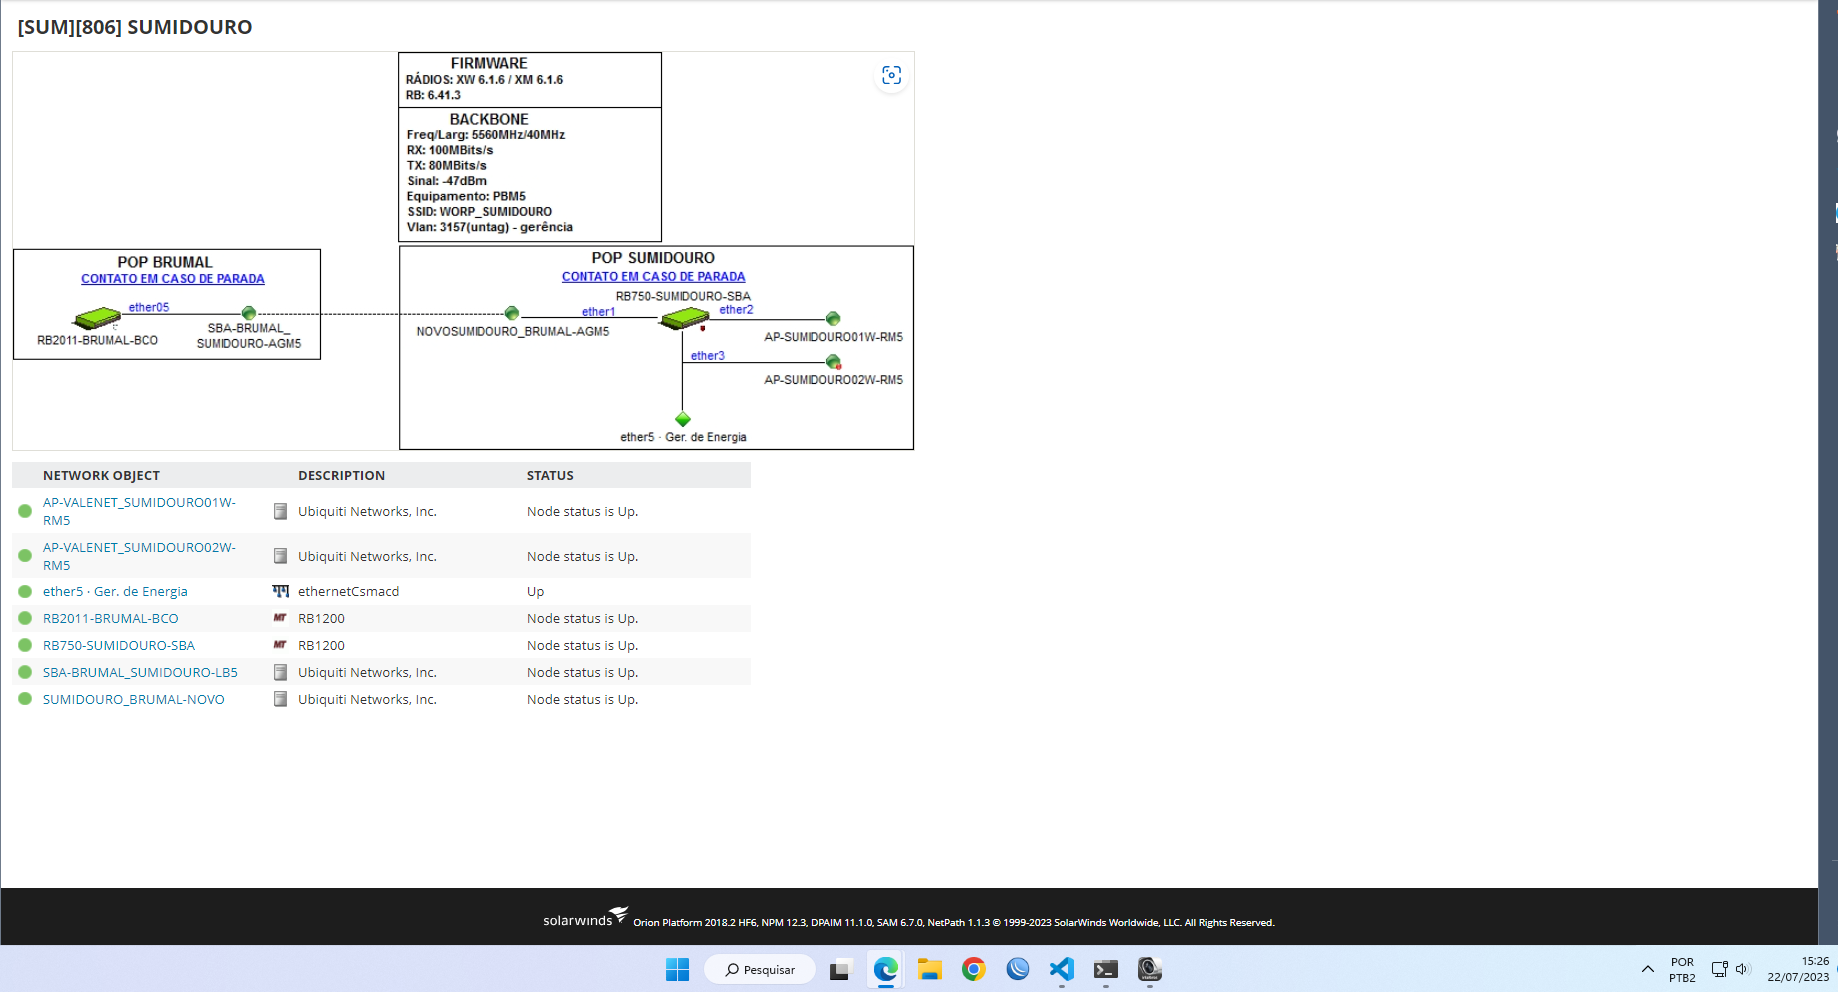 [SUM][806] SUMIDOURO
FIRMWARE
RÁDIOS: XW 6.1.6 / XM 6.1.6
RB: 6.41.3
BACKBONE
Freq/Larg: 5560MHz/40MHz
RX: 100MBits/s
TX: 80MBits/s
Sinal: -47dBm
Equipamento: PBM5
SSID: WORP_SUMIDOURO
Vlan: 3157(untag) - gerência
POP BRUMAL
CONTATO EM CASO DE PARADA
ether05
RB2011-BRUMAL-BCO
SBA-BRUMAL_
SUMIDOURO-AGM5
POP SUMIDOURO
CONTATO EM CASO DE PARADA
RB750-SUMIDOURO-SBA
ether1
ether2
NOVOSUMIDOURO_BRUMAL-AGM5
AP-SUMIDOURO01W-RM5
ether3
AP-SUMIDOURO02W-RM5
ether5 · Ger. de Energia
NETWORK OBJECT DESCRIPTION STATUS
AP-VALENET_SUMIDOURO01W-
RM5
Ubiquiti Networks, Inc. Node status is Up.
AP-VALENET_SUMIDOURO02W-
RM5
Ubiquiti Networks, Inc. Node status is Up.
ether5 · Ger. de Energia ethernetCsmacd Up
RB2011-BRUMAL-BCO MT RB1200 Node status is Up.
RB750-SUMIDOURO-SBA MT RB1200 Node status is Up.
SBA-BRUMAL_SUMIDOURO-LB5 Ubiquiti Networks, Inc. Node status is Up.
SUMIDOURO_BRUMAL-NOVO Ubiquiti Networks, Inc. Node status is Up.
solarwinds Orion Platform 2018.2 HF6, NPM 12.3, DPAIM 11.1.0, SAM 6.7.0, NetPath 1.1.3 © 1999-2023 SolarWinds Worldwide, LLC. All Rights Reserved.
Pesquisar
POR
PTB2
15:26
22/07/2023